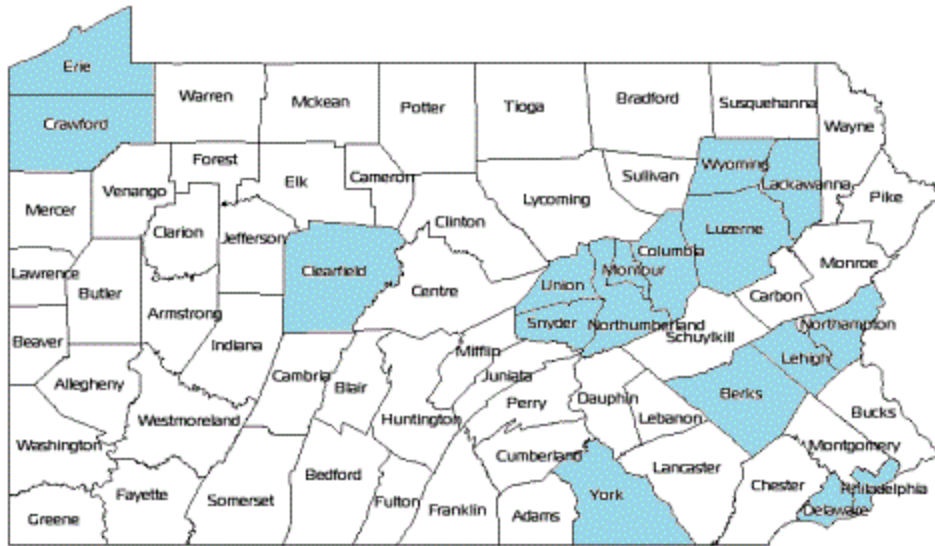 Erie
Warren
Mckean
Potter
Tioga
Bradford
Susquehanna
Wayne
Crawford
Forest
Venango
Elk
Cameron
Sullivan
Wyoming
Lackawanna
Pike
Mercer
Clarion
Jefferson
Clinton
Lycoming
Columbia
Luzerne
Lawrence
Butler
Clearfield
Centre
Union
Montour
Monroe
Carbon
Armstrong
Beaver
Indiana
Snyder
Northumberland
Schuylkill
Northampton
Lehigh
Allegheny
Cambria
Blair
Mifflin
Juniata
Dauphin
Berks
Westmoreland
Huntington
Perry
Lebanon
Bucks
Washington
Bedford
Cumberland
Lancaster
Montgomery
Greene
Fayette
Somerset
Fulton
Franklin
Adams
York
Chester
Philadelphia
Delaware